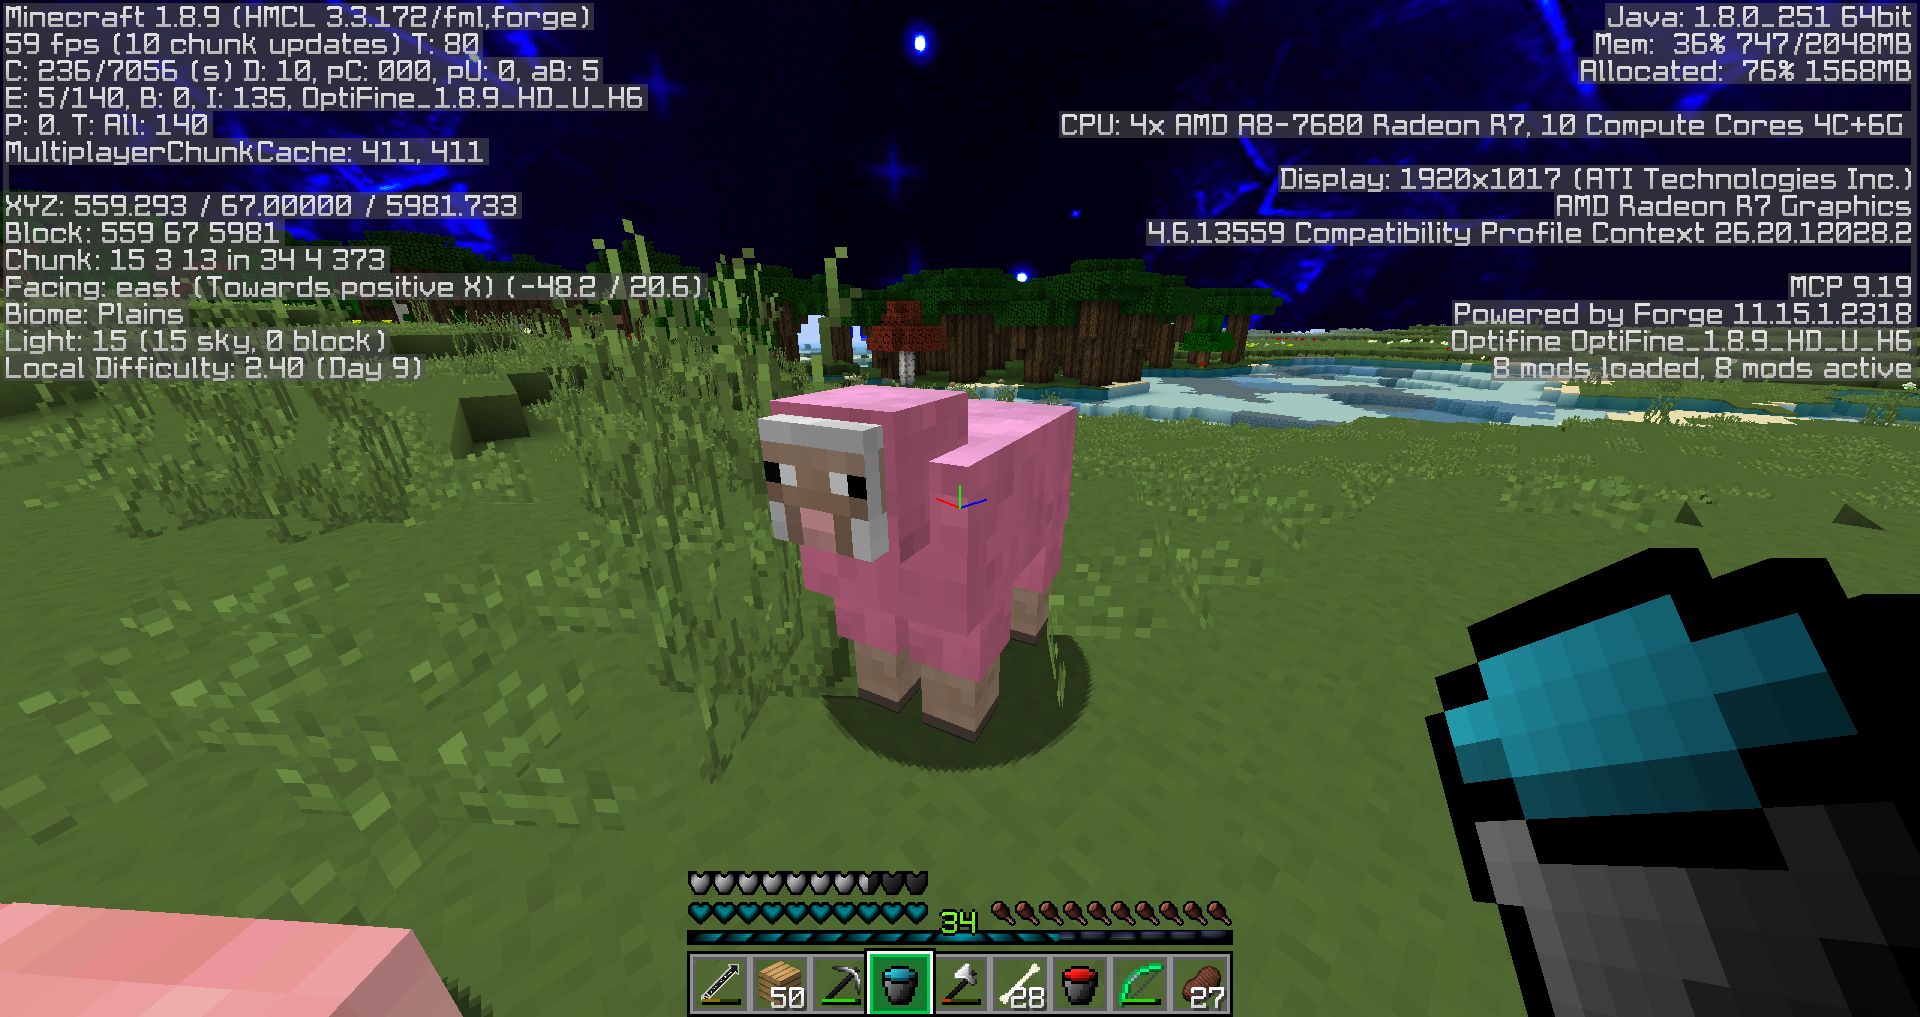 Minecraft 1.8.9 (HMCL 3.3.172/fml,forge)
59 fps (10 chunk updates) T: 80
C: 236/7056 (s) D: 10, pC: 000, pU: 0, aB: 5
E: 5/140, B: 0, I: 135, OptiFine_1.8.9_HD_U_H6
P: 0. T: All: 140
MultiplayerChunkCache: 411, 411
XYZ: 559.293 / 67.00000 / 5981.733
Block: 559 67 5981
Chunk: 15 3 13 in 34 4 373
Facing: east (Towards positive X) (-48.2 / 20.6)
Biome: Plains
Light: 15 (15 sky, 0 block)
Local Difficulty: 2.40 (Day 9)
Java: 1.8.0_251 64bit
Mem: 36% 747/2048MB
Allocated: 76% 1568MB
CPU: 4x AMD A8-7680 Radeon R7, 10 Compute Cores 4C+6G
Display: 1920x1017 (ATI Technologies Inc.)
AMD Radeon R7 Graphics
4.6.13559 Compatibility Profile Context 26.20.12028.2
MCP 9.19
Powered by Forge 11.15.1.2318
Optifine OptiFine_1.8.9_HD_U_H6
8 mods loaded, 8 mods active
34
50
28
27